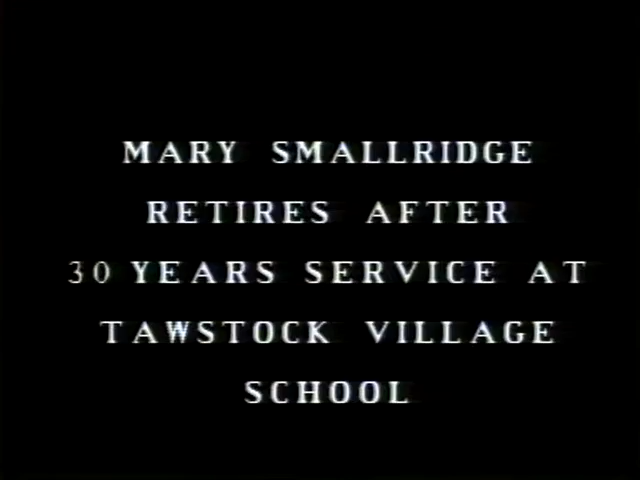 MARY SMALLRIDGE
RETIRES AFTER
30 YEARS SERVICE AT
TAWSTOCK VILLAGE
SCHOOL